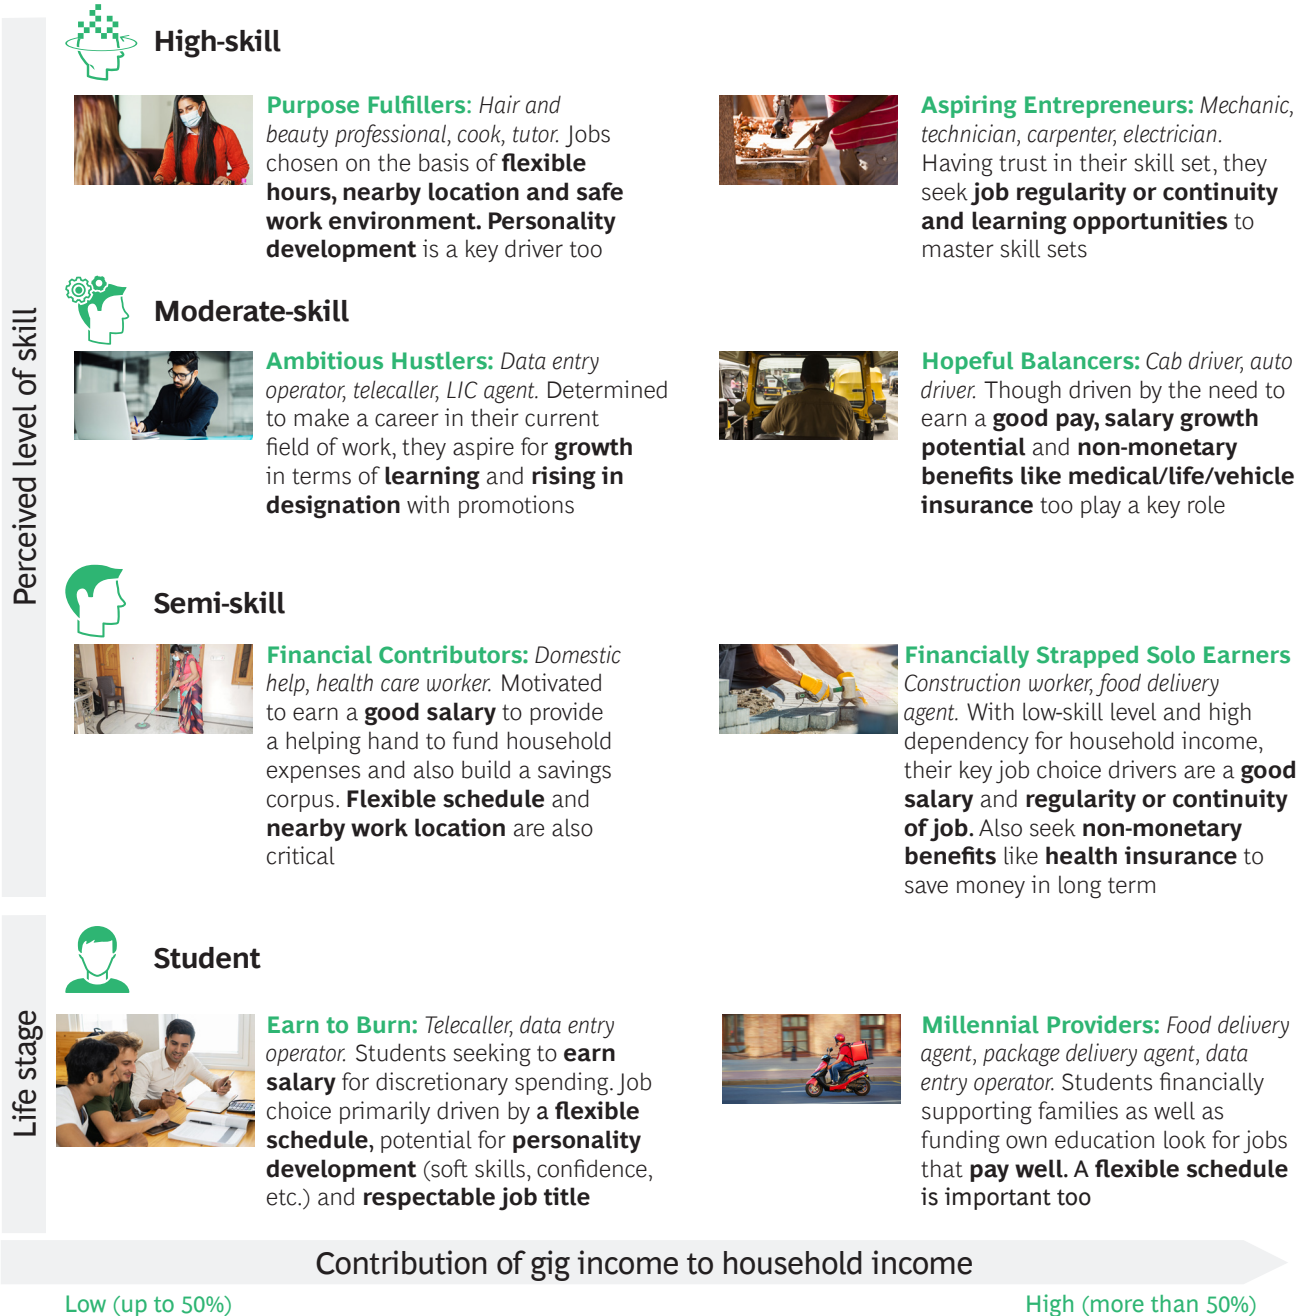 High-skill
Purpose Fulfillers: Hair and
beauty professional, cook, tutor. Jobs
chosen on the basis of flexible
hours, nearby location and safe
work environment. Personality
development is a key driver too
Aspiring Entrepreneurs: Mechanic,
technician, carpenter, electrician.
Having trust in their skill set, they
seek job regularity or continuity
and learning opportunities to
master skill sets
Perceived level of skill
Moderate-skill
Ambitious Hustlers: Data entry
operator, telecaller, LIC agent. Determined
to make a career in their current
field of work, they aspire for growth
in terms of learning and rising in
designation with promotions
Hopeful Balancers: Cab driver, auto
driver. Though driven by the need to
earn a good pay, salary growth
potential and non-monetary
benefits like medical/life/vehicle
insurance too play a key role
Semi-skill
Financial Contributors: Domestic
help, health care worker. Motivated
to earn a good salary to provide
a helping hand to fund household
expenses and also build a savings
corpus. Flexible schedule and
nearby work location are also
critical
Financially Strapped Solo Earners
Construction worker, food delivery
agent. With low-skill level and high
dependency for household income,
their key job choice drivers are a good
salary and regularity or continuity
of job. Also seek non-monetary
benefits like health insurance to
save money in long term
Life stage
Student
Earn to Burn: Telecaller, data entry
operator. Students seeking to earn
salary for discretionary spending. Job
choice primarily driven by a flexible
schedule, potential for personality
development (soft skills, confidence,
etc.) and respectable job title
Millennial Providers: Food delivery
agent, package delivery agent, data
entry operator. Students financially
supporting families as well as
funding own education look for jobs
that pay well. A flexible schedule
is important too
Contribution of gig income to household income
Low (up to 50%)
High (more than 50%)